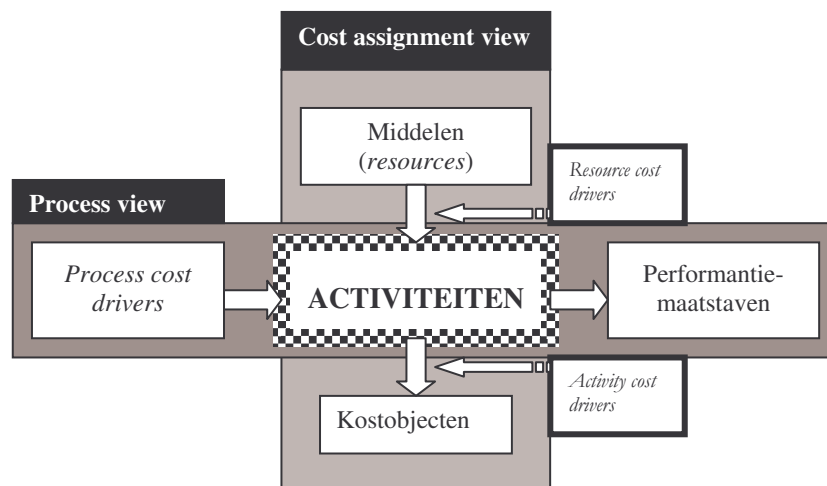 Cost assignment view
Middelen
(resources)
Resource cost
drivers
Process view
Process cost
drivers
ACTIVITEITEN
Performantie-
maatstaven
Activity cost
drivers
Kostobjecten